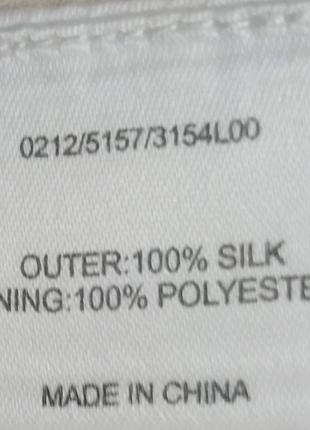 0212/5157/3154L00
OUTER:100% SILK
NING:100% POLYESTE
MADE IN CHINA